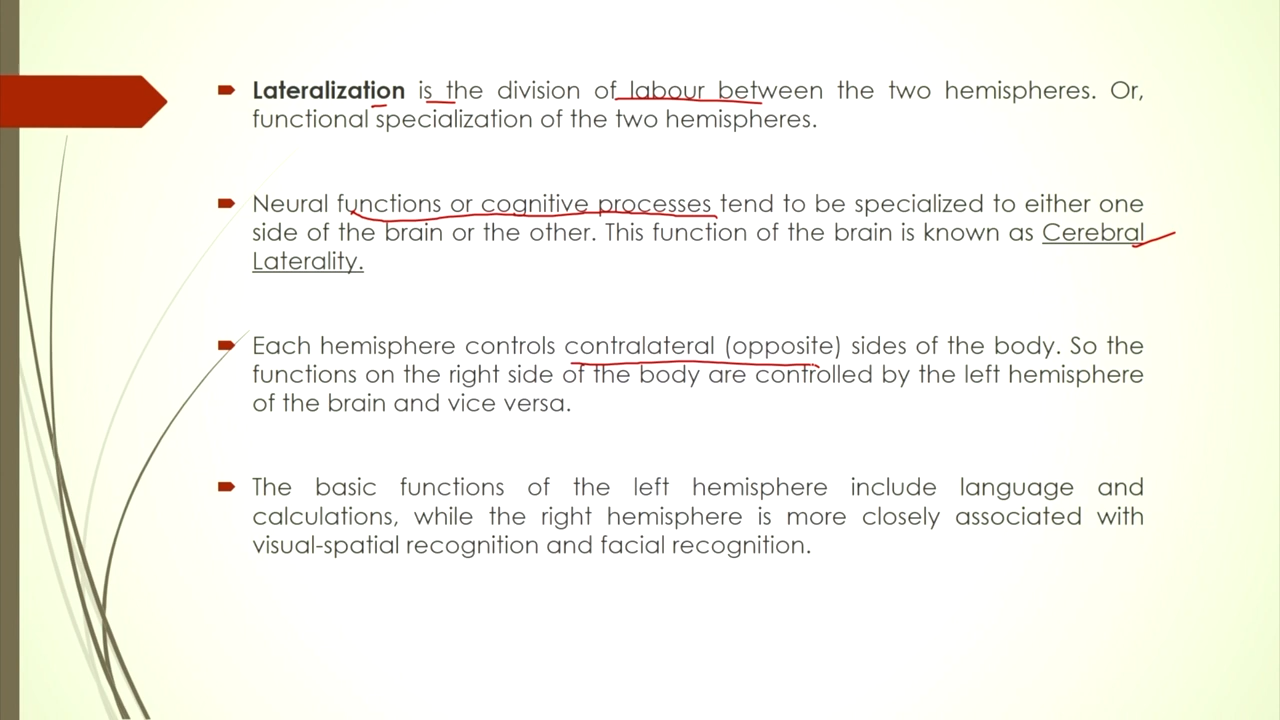 Lateralization is the division of labour between the two hemispheres. Or,
functional specialization of the two hemispheres.
Neural functions or cognitive processes tend to be specialized to either one
side of the brain or the other. This function of the brain is known as Cerebral
Laterality.
Each hemisphere controls contralateral (opposite) sides of the body. So the
functions on the right side of the body are controlled by the left hemisphere
of the brain and vice versa.
The basic functions of the left hemisphere include language and
calculations, while the right hemisphere is more closely associated with
visual-spatial recognition and facial recognition.